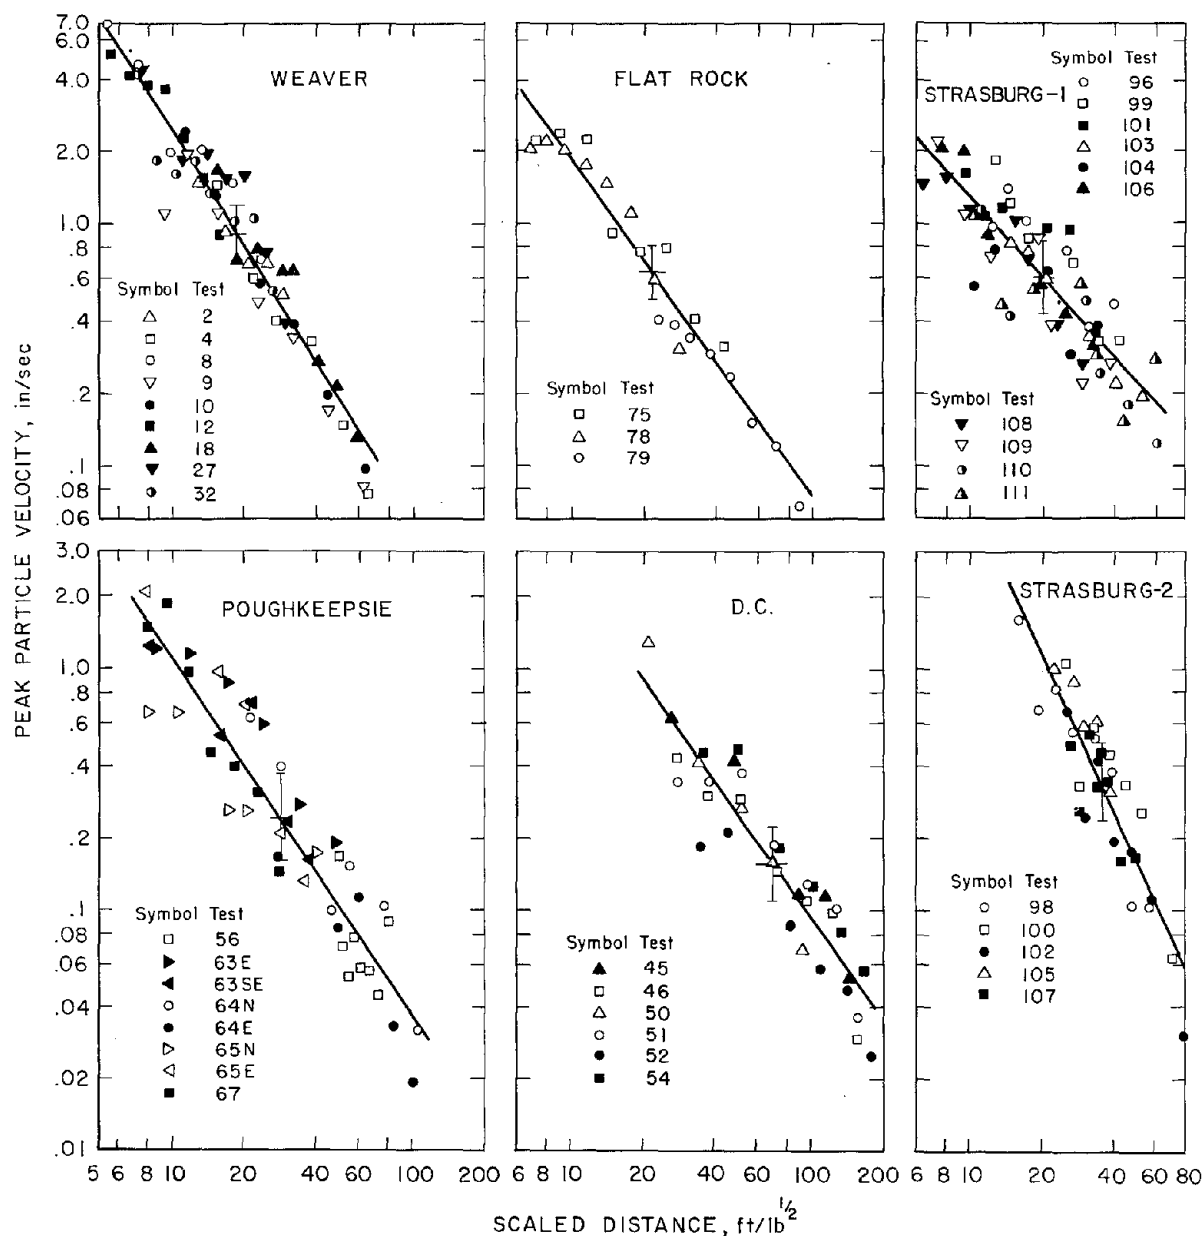 PEAK PARTICLE VELOCITY, in/sec
7.0
6.0
4.0
2.0
1.0
.8
.6
.4
.2
.1
.08
.06
WEAVER
Symbol Test
2
4
8
9
10
12
18
27
32
FLAT ROCK
Symbol Test
75
78
79
STRASBURG-1
Symbol Test
96
99
101
103
104
106
Symbol Test
108
109
110
111
3.0
2.0
1.0
.8
.6
.4
.2
.1
.08
.06
.04
.02
.01
POUGHKEEPSIE
Symbol Test
56
63E
63SE
64N
64E
65N
65E
67
5 6 8 10 20 40 60 100 200
D.C.
Symbol Test
45
46
50
51
52
54
6 8 10 20 40 60 100 200
STRASBURG-2
Symbol Test
98
100
102
105
107
6 8 10 20 40 60 80
SCALED DISTANCE, ft/lb 1/2